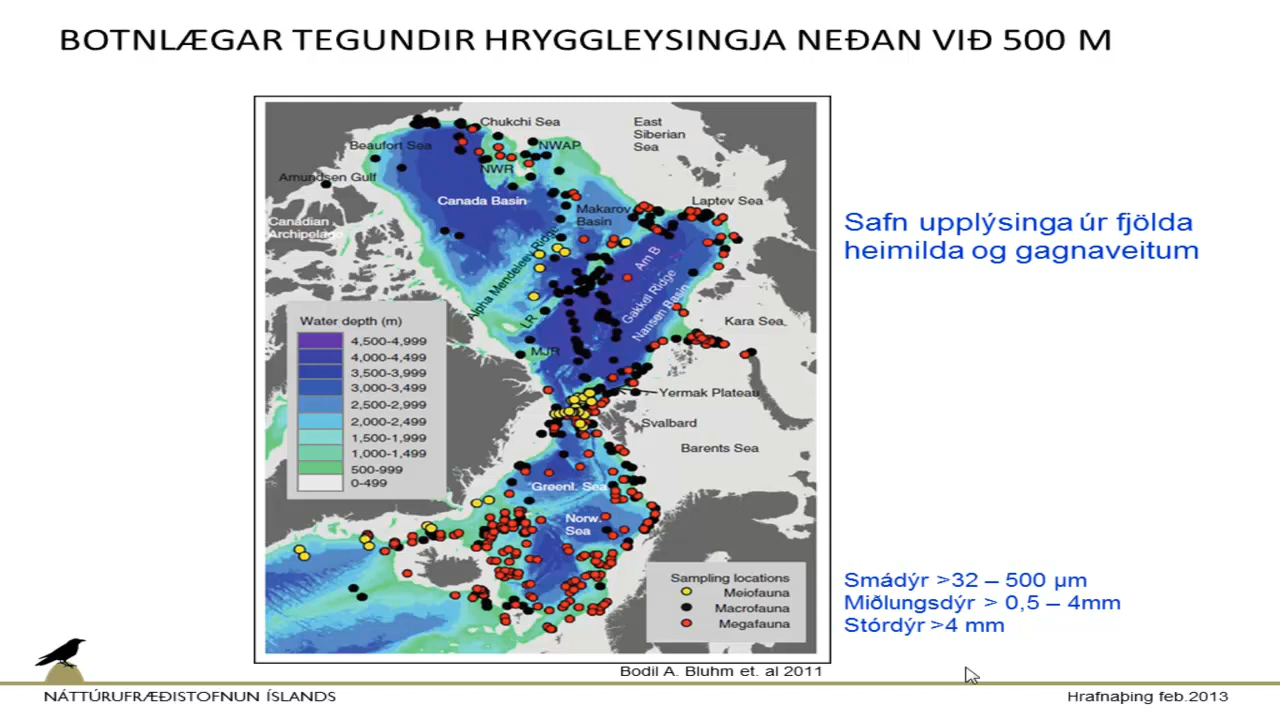 BOTNLÆGAR TEGUNDIR HRYGGLEYSINGJA NEÐAN VIÐ 500 M
Chukchi Sea
East
Siberian
Sea
Beaufort Sea
NWAP
NWR
Amundsen Gulf
Canada Basin
Makarov
Basin
Laptev Sea
Canadian
Archipelago
Alpha Mendeleev Ridge
Am B
Gakkel Ridge
Nansen Basin
LR
MJR
Kara Sea
Yermak Plateau
Svalbard
Barents Sea
Greenl. Sea
Norw.
Sea
Water depth (m)
4,500-4,999
4,000-4,499
3,500-3,999
3,000-3,499
2,500-2,999
2,000-2,499
1,500-1,999
1,000-1,499
500-999
0-499
Sampling locations
Meiofauna
Macrofauna
Megafauna
Safn upplýsinga úr fjölda
heimilda og gagnaveitum
Smádýr >32 – 500 µm
Miðlungsdýr > 0,5 – 4mm
Stórdýr >4 mm
Bodil A. Bluhm et. al 2011
NÁTTÚRUFRÆÐISTOFNUN ÍSLANDS
Hrafnaþing feb.2013